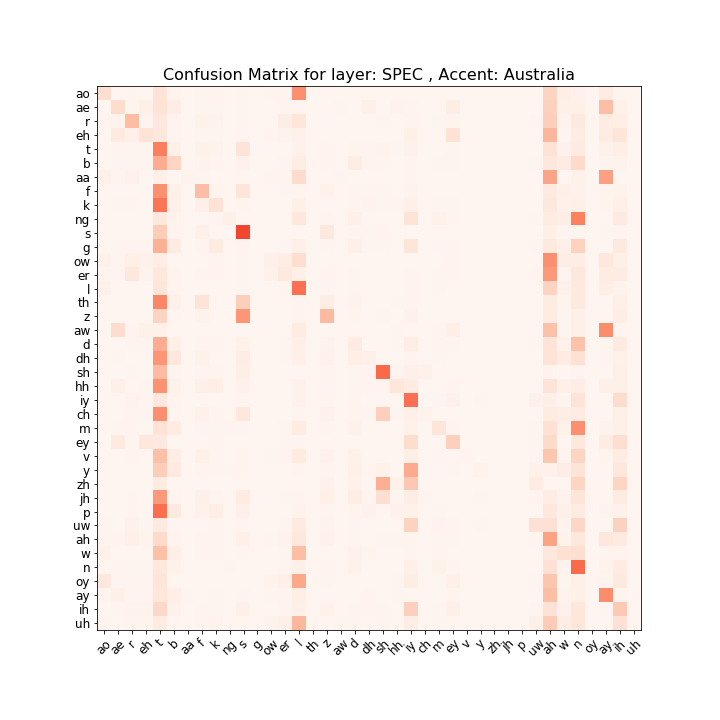 Confusion Matrix for layer: SPEC , Accent: Australia
ao
ae
r
eh
t
b
aa
f
k
ng
s
g
ow
er
l
th
z
aw
d
dh
sh
hh
iy
ch
m
ey
v
y
zh
jh
p
uw
ah
w
n
oy
ay
ih
uh
ao ae r eh t b aa f k ng s g ow er l th z aw d dh sh hh iy ch m ey v y zh jh p uw ah w n oy ay ih uh